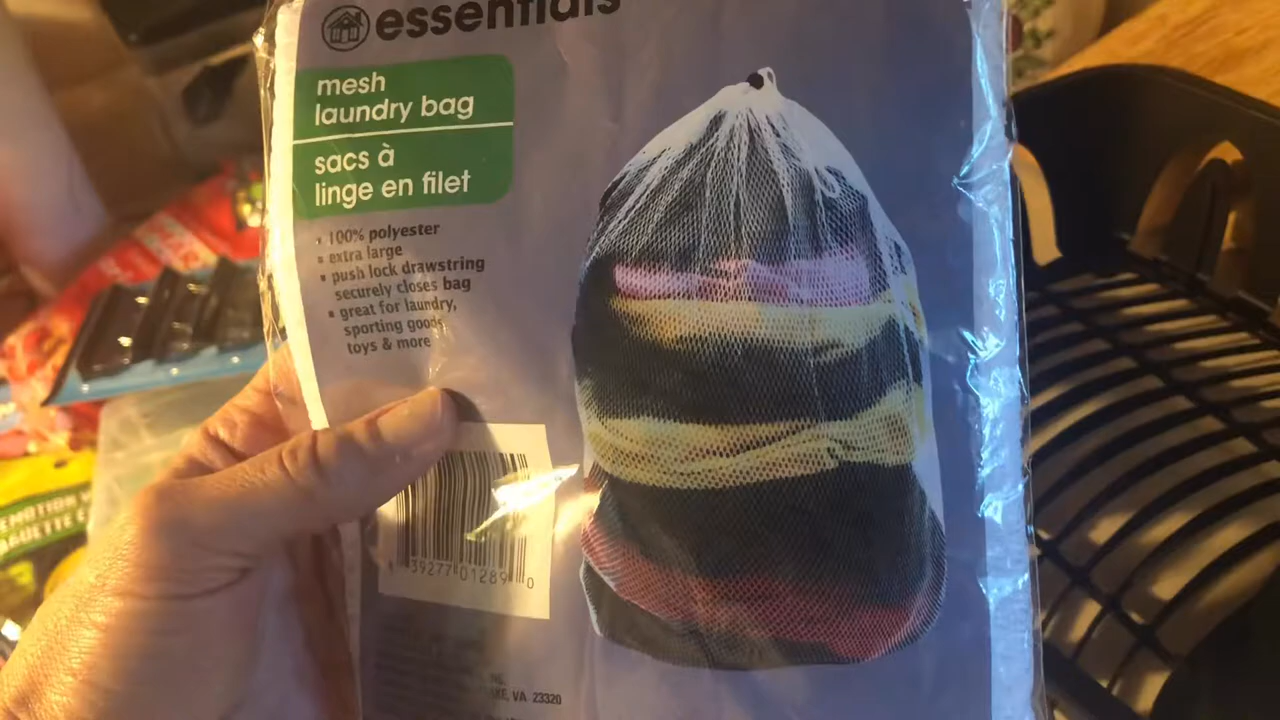 essentials
mesh
laundry bag
sacs à
linge en filet
• 100% polyester
• extra large
• push lock drawstring
securely closes bag
• great for laundry,
sporting goods,
toys & more
39277 01289 0
VA 23320